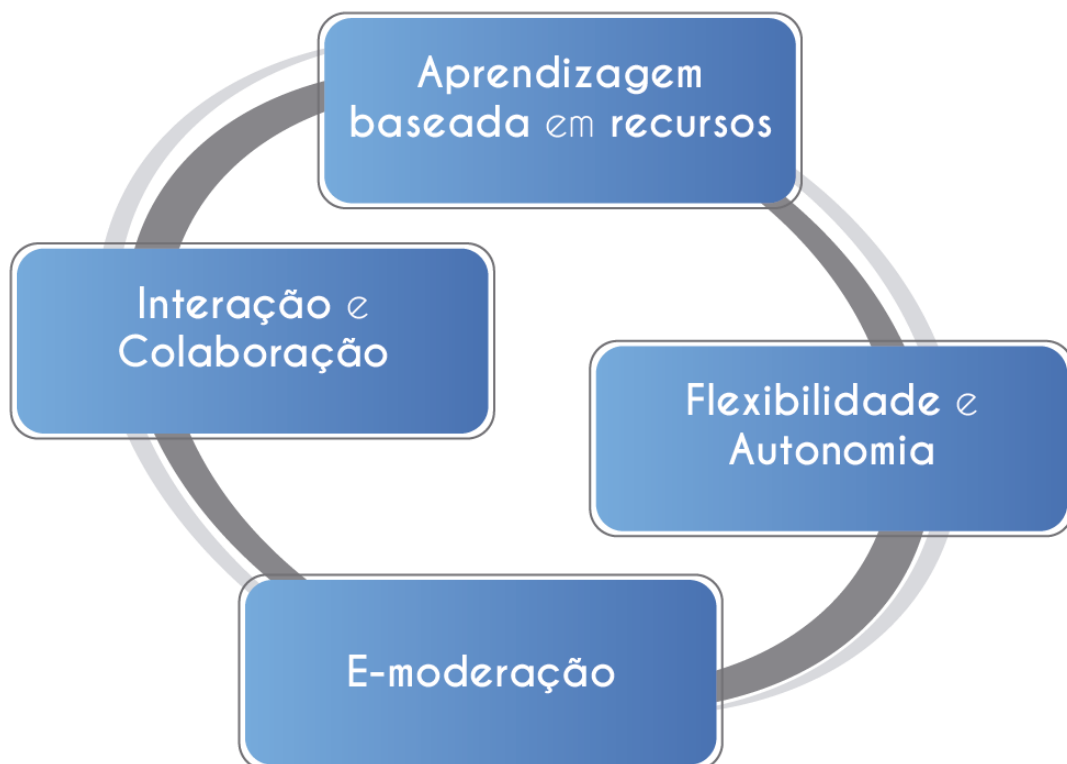 Aprendizagem
baseada em recursos
Interação e
Colaboração
Flexibilidade e
Autonomia
E-moderação